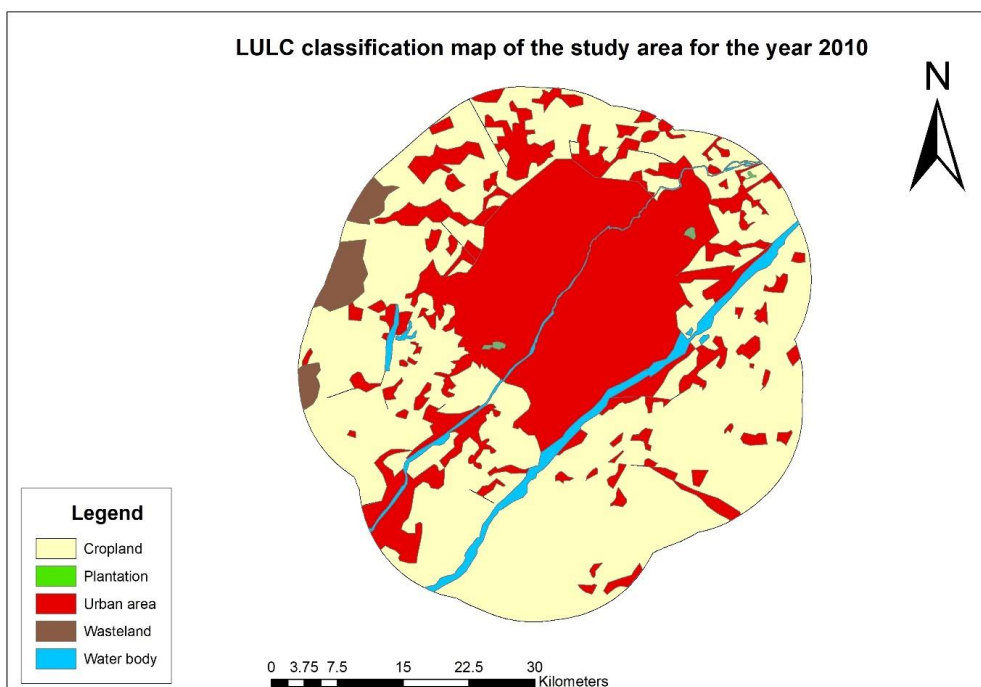 LULC classification map of the study area for the year 2010
N
Legend
Cropland
Plantation
Urban area
Wasteland
Water body
0 3.75 7.5 15 22.5 30
Kilometers